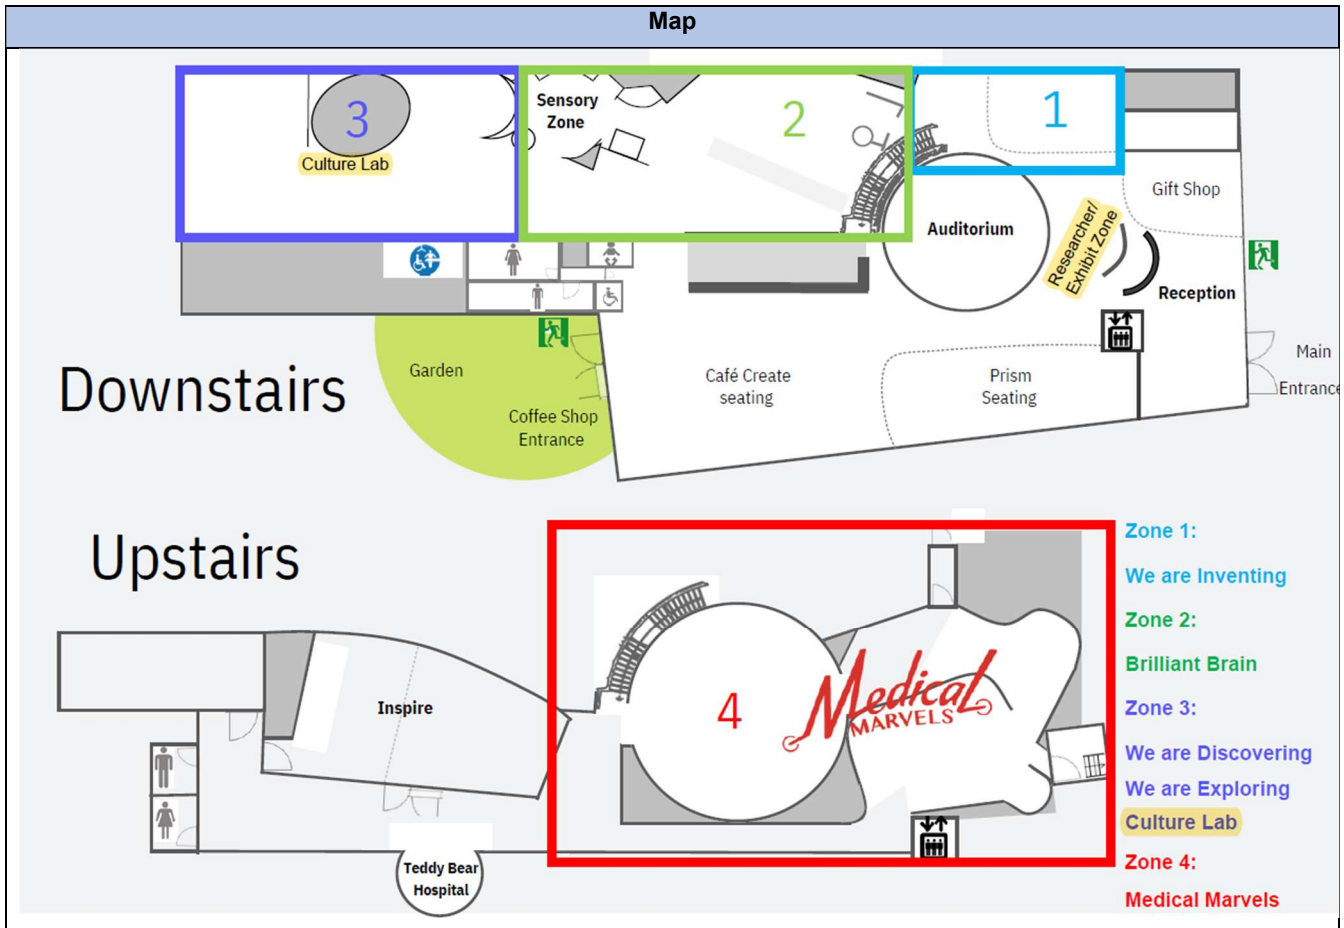 Map
3
Culture Lab
Sensory
Zone
2
1
Gift Shop
Auditorium
Researcher/
Exhibit Zone
Reception
Main
Entrance
Downstairs
Garden
Coffee Shop
Entrance
Café Create
seating
Prism
Seating
Upstairs
Inspire
4
Medical
MARVELS
Teddy Bear
Hospital
Zone 1:
We are Inventing
Zone 2:
Brilliant Brain
Zone 3:
We are Discovering
We are Exploring
Culture Lab
Zone 4:
Medical Marvels